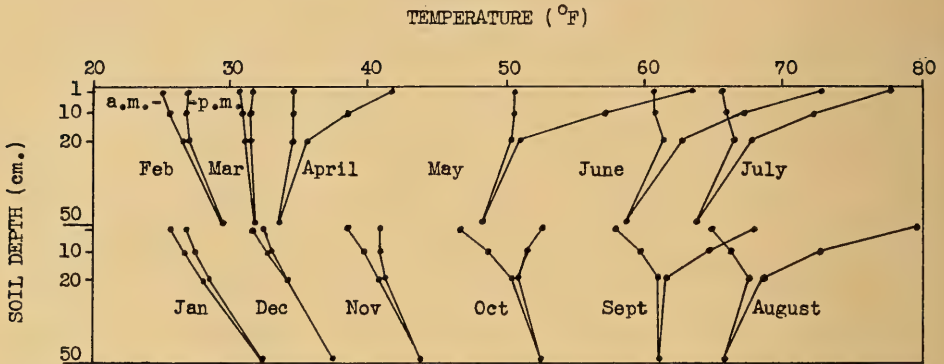 TEMPERATURE (°F)
20 30 40 50 60 70 80
1
a.m.- -p.m.
10
20
Feb Mar April May June July
50
10
20
Jan Dec Nov Oct Sept August
50
SOIL DEPTH (cm.)